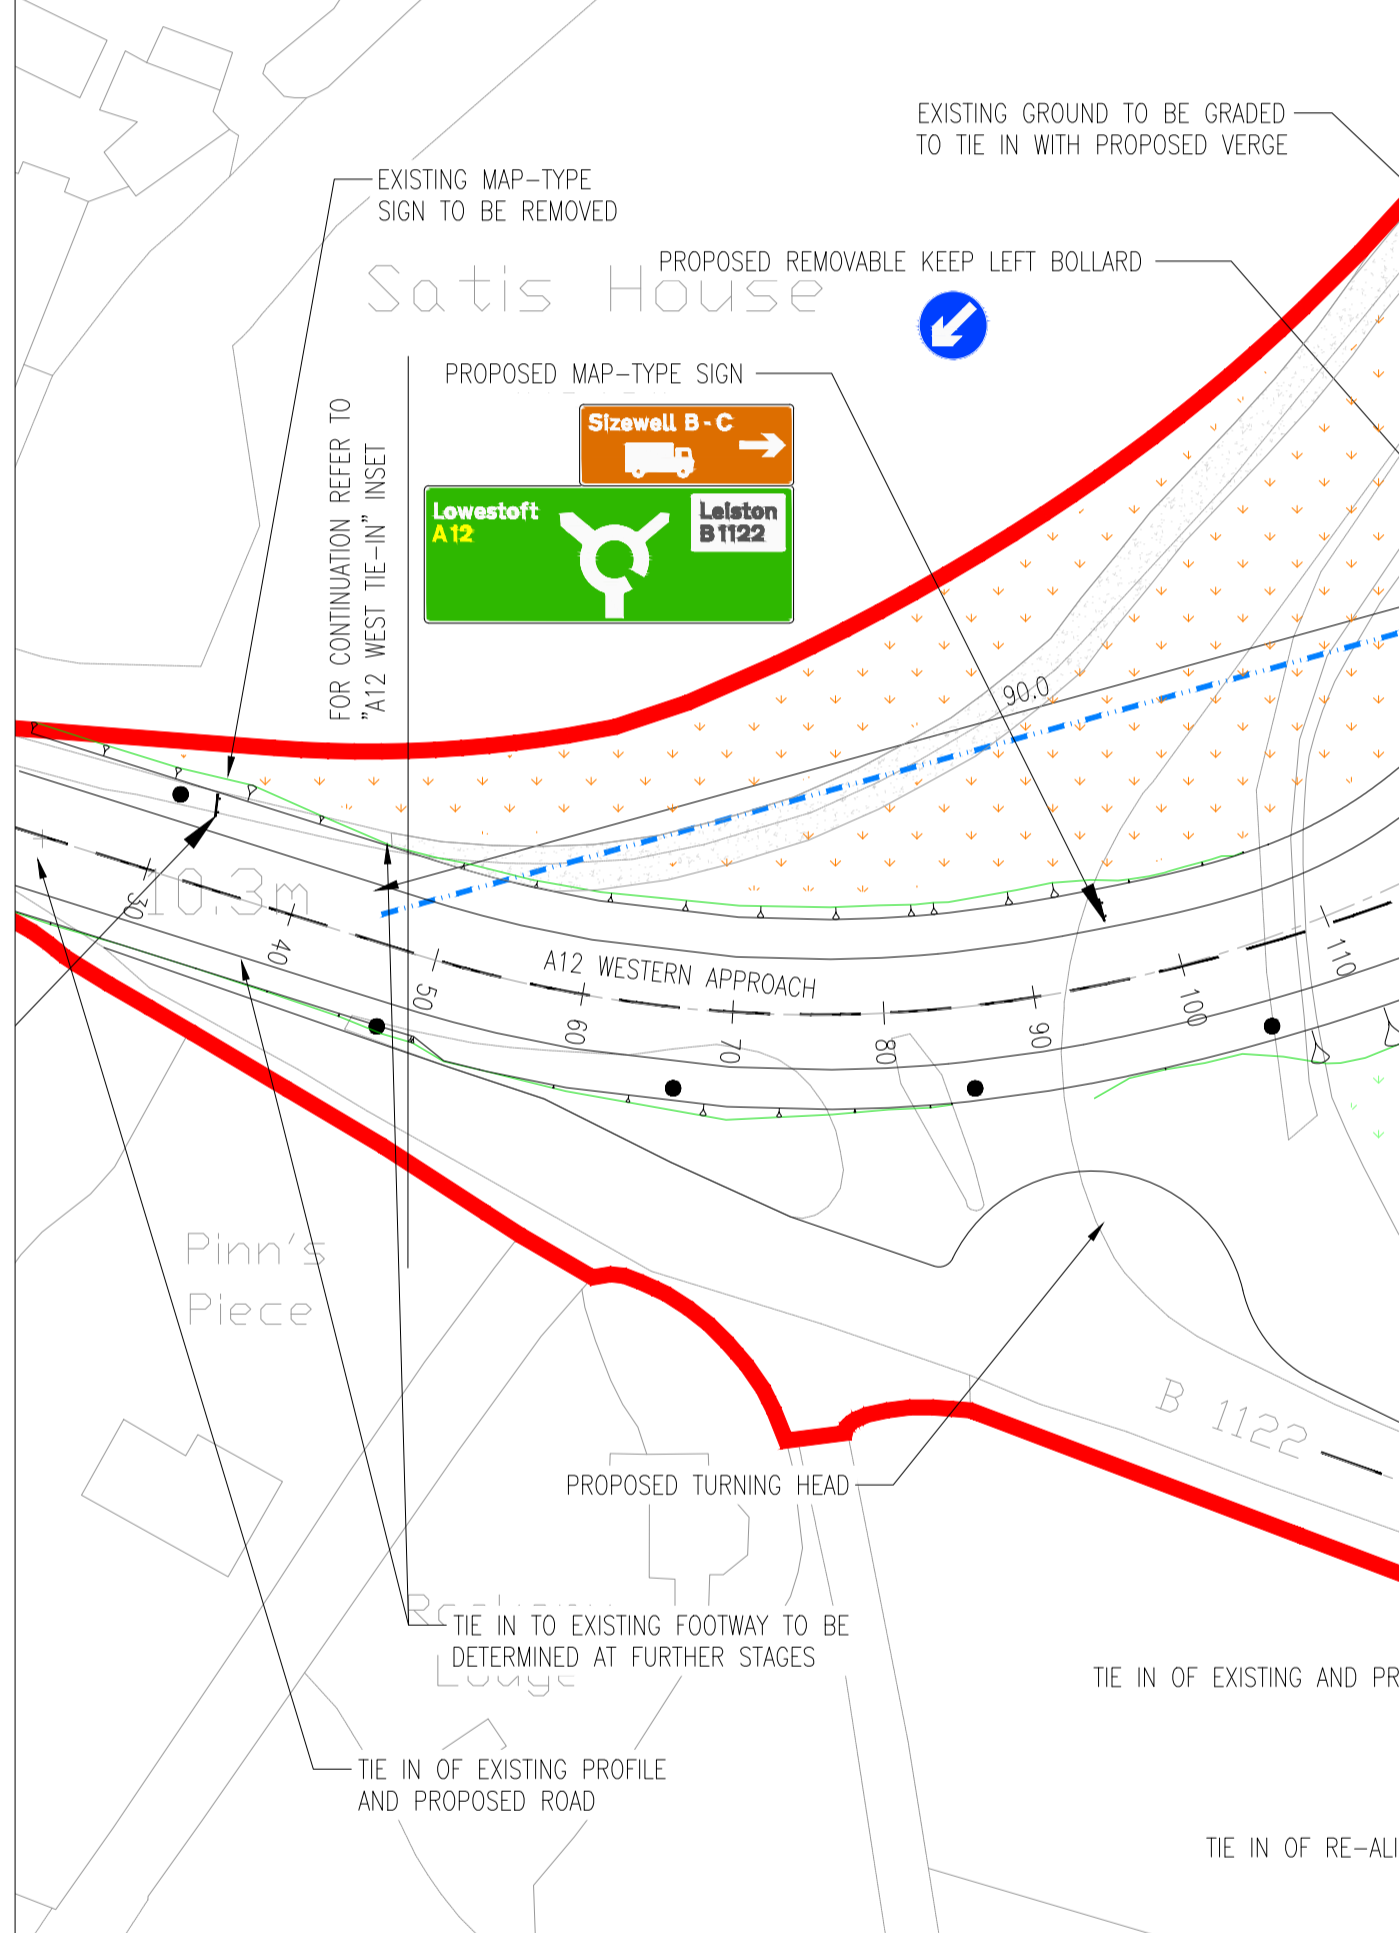 EXISTING GROUND TO BE GRADED
TO TIE IN WITH PROPOSED VERGE
EXISTING MAP-TYPE
SIGN TO BE REMOVED
PROPOSED REMOVABLE KEEP LEFT BOLLARD
Satis House
PROPOSED MAP-TYPE SIGN
FOR CONTINUATION REFER TO
"A12 WEST TIE-IN" INSET
Sizewell B - C
Lowestoft
A12
Leiston
B1122
90.0
10.3m
30
40
50
60
70
80
90
100
110
A12 WESTERN APPROACH
Pinn's
Piece
B 1122
PROPOSED TURNING HEAD
TIE IN TO EXISTING FOOTWAY TO BE
DETERMINED AT FURTHER STAGES
Lodge
TIE IN OF EXISTING AND PR
TIE IN OF EXISTING PROFILE
AND PROPOSED ROAD
TIE IN OF RE-ALI